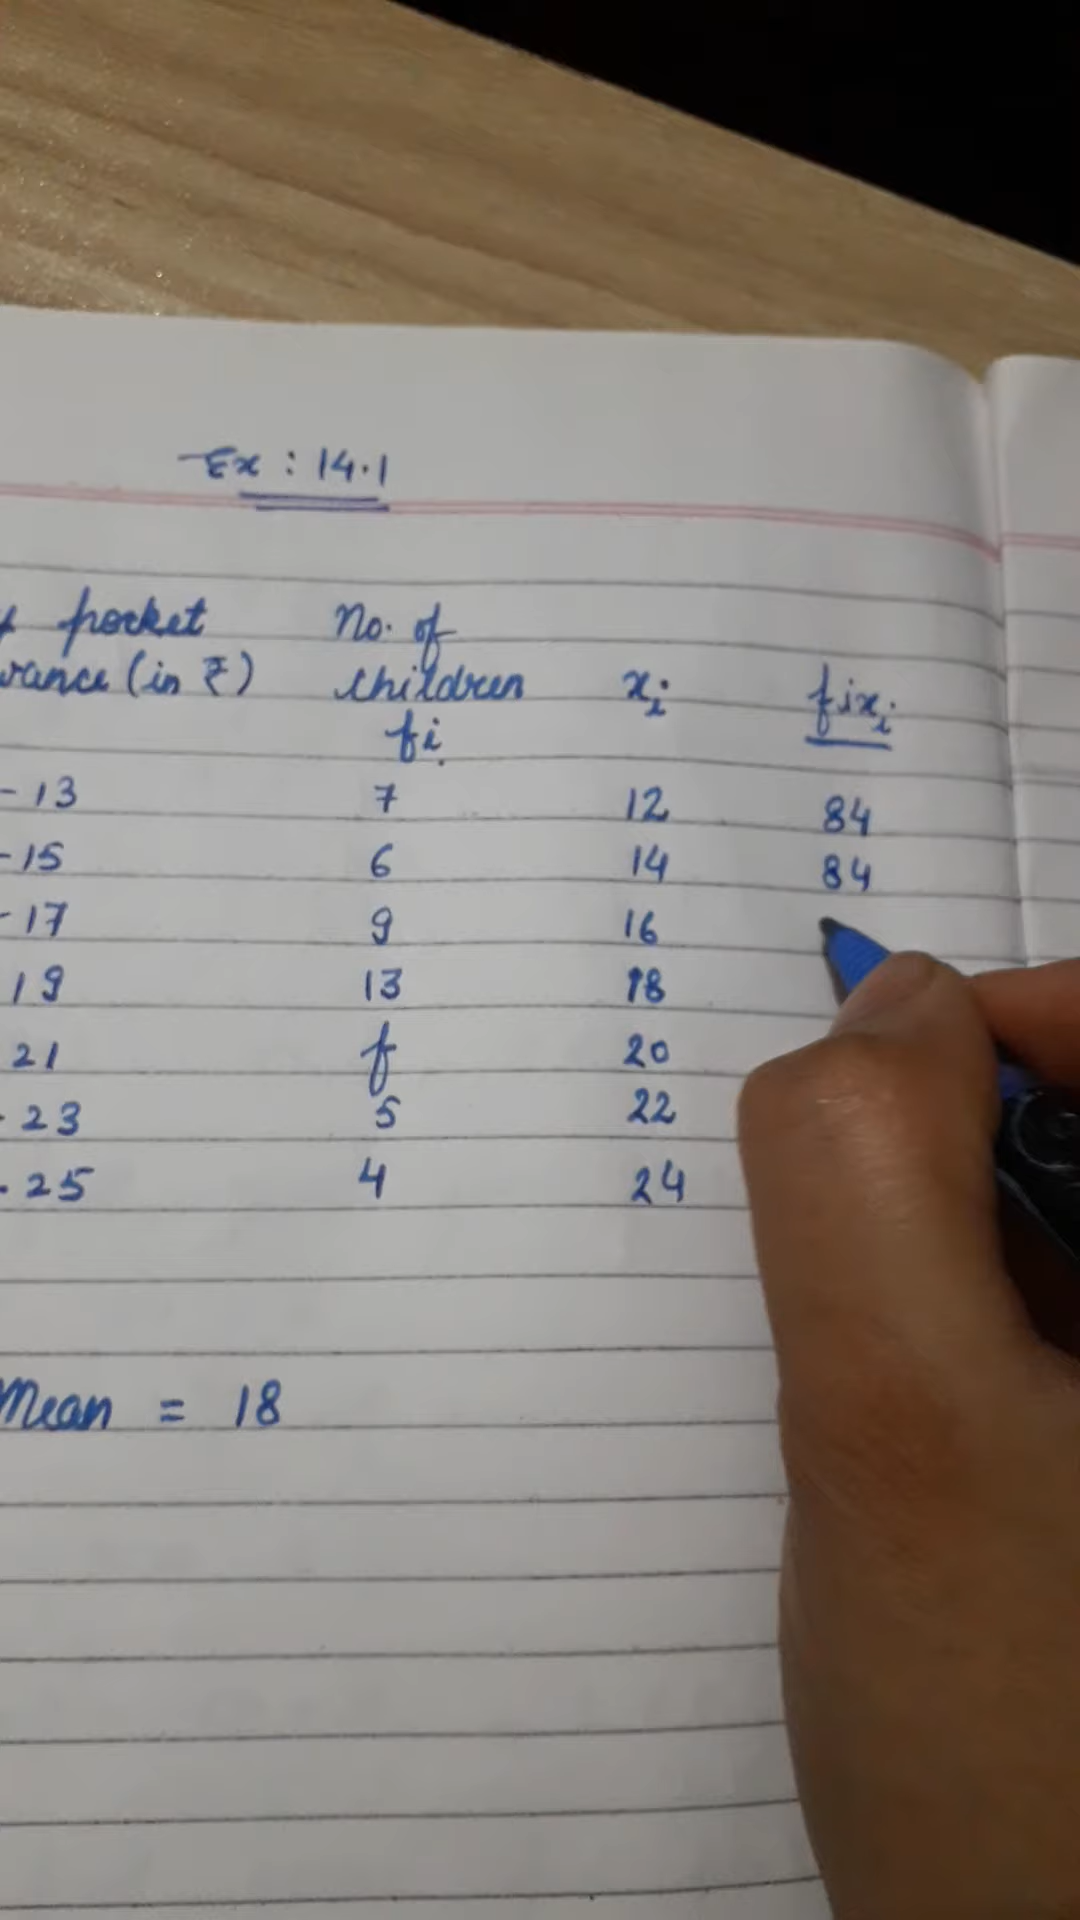 Ex : 14.1
pocket No. of
(in ₹) children xi fixi
fi
- 13 7 12 84
- 15 6 14 84
- 17 9 16
19 13 18
21 f 20
- 23 5 22
- 25 4 24
Mean = 18